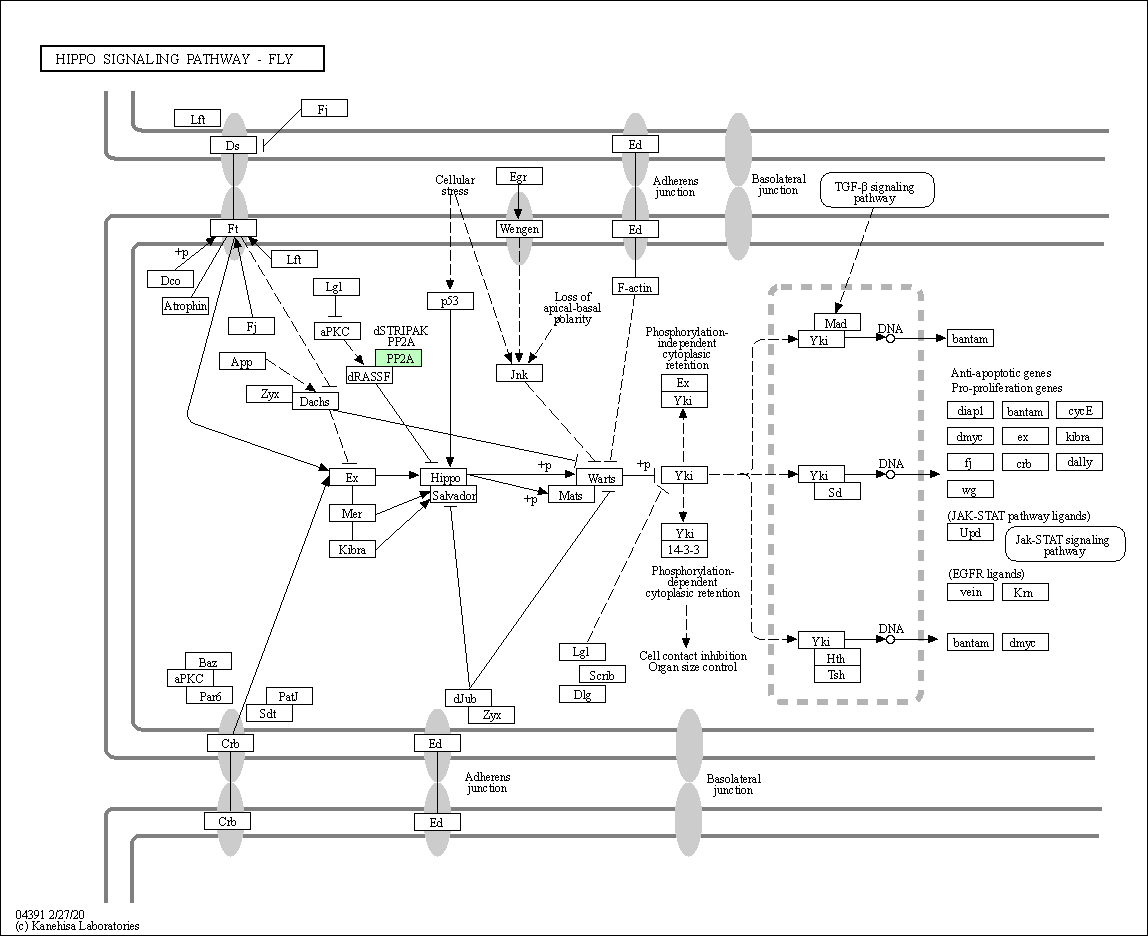 HIPPO SIGNALING PATHWAY - FLY
Lft
Fj
Ds
Ed
Adherens
junction
Basolateral
junction
Cellular
stress
Egr
TGF-β signaling
pathway
Ft
Wengen
Ed
+p
Dco
Lft
Atrophin
Lgl
p53
F-actin
Loss of
apical-basal
polarity
Fj
aPKC
dSTRIPAK
PP2A
PP2A
dRASSF
App
Zyx
Dachs
Jnk
Phosphorylation-
independent
cytoplasic
retention
Ex
Yki
Mad
Yki
DNA
bantam
Anti-apoptotic genes
Pro-proliferation genes
diap1
bantam
cycE
dmyc
ex
kibra
fj
crb
dally
wg
Ex
Hippo
Salvador
+p
+p
Mats
Warts
+p
Yki
Yki
Sd
DNA
Mer
Kibra
Yki
14-3-3
(JAK-STAT pathway ligands)
Upd
Jak-STAT signaling
pathway
(EGFR ligands)
vein
Krn
Phosphorylation-
dependent
cytoplasic retention
Cell contact inhibition
Organ size control
Lgl
Scrib
Dlg
Yki
Hth
Tsh
DNA
bantam
dmyc
Baz
aPKC
Par6
PatJ
Sdt
dJub
Zyx
Crb
Ed
Adherens
junction
Basolateral
junction
Crb
Ed
04391 2/27/20
(c) Kanehisa Laboratories